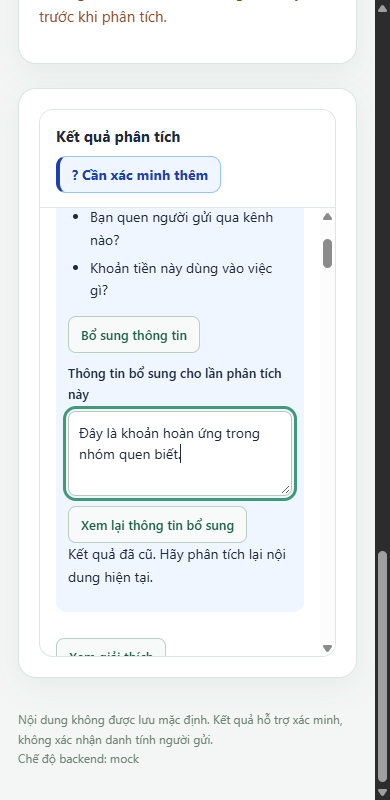 trước khi phân tích.
Kết quả phân tích
? Cần xác minh thêm
Bạn quen người gửi qua kênh
nào?
Khoản tiền này dùng vào việc
gì?
Bổ sung thông tin
Thông tin bổ sung cho lần phân tích
này
Đây là khoản hoàn ứng trong
nhóm quen biết.
Xem lại thông tin bổ sung
Kết quả đã cũ. Hãy phân tích lại nội
dung hiện tại.
Xem giải thích
Nội dung không được lưu mặc định. Kết quả hỗ trợ xác minh,
không xác nhận danh tính người gửi.
Chế độ backend: mock